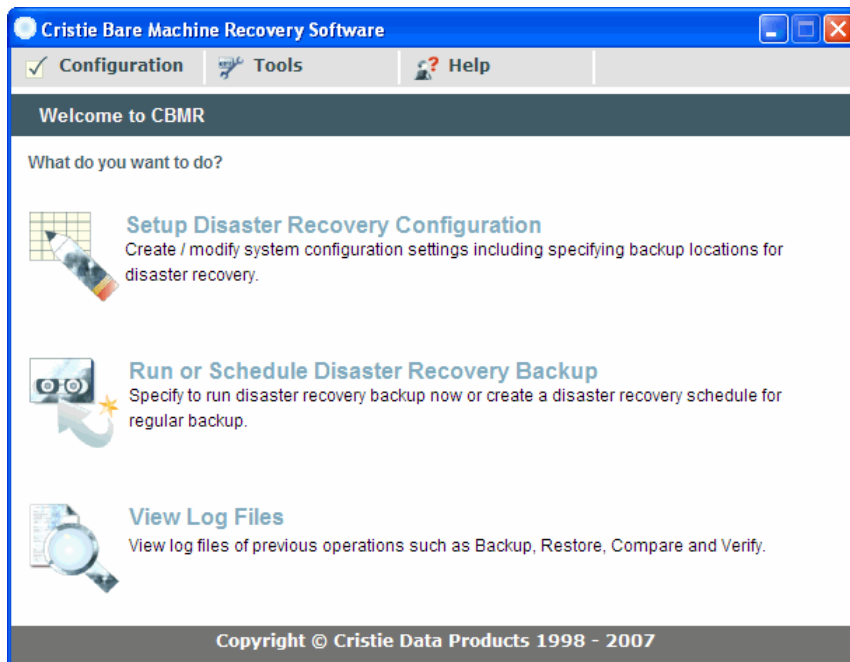 Cristie Bare Machine Recovery Software
Configuration
Tools
Help
Welcome to CBMR
What do you want to do?
Setup Disaster Recovery Configuration
Create / modify system configuration settings including specifying backup locations for
disaster recovery.
Run or Schedule Disaster Recovery Backup
Specify to run disaster recovery backup now or create a disaster recovery schedule for
regular backup.
View Log Files
View log files of previous operations such as Backup, Restore, Compare and Verify.
Copyright © Cristie Data Products 1998 - 2007